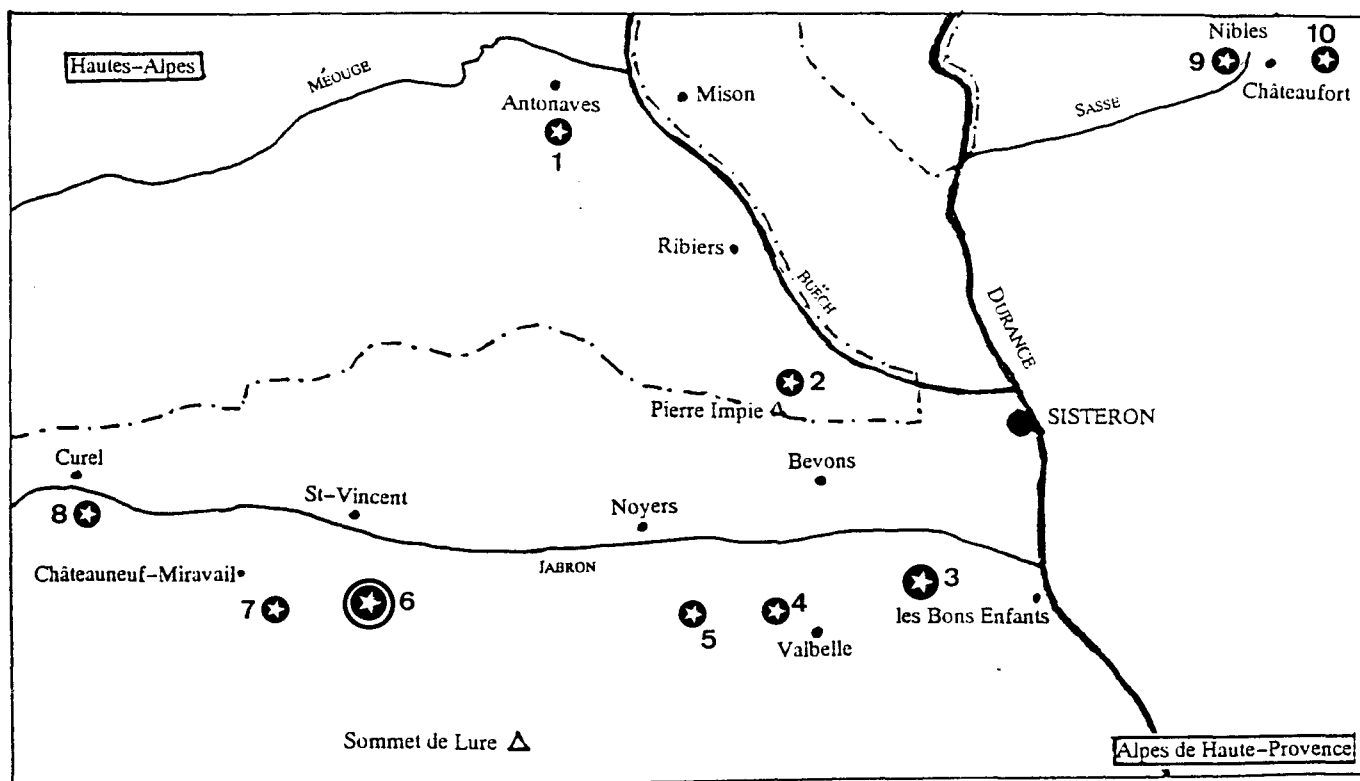 Hautes-Alpes
MÉOUGE
Antonaves
1
Mison
Nibles
9
10
Châteaufort
SASSE
Ribiers
BUËCH
DURANCE
2
Pierre Impie
SISTERON
Curel
8
St-Vincent
Noyers
Bevons
JABRON
Châteauneuf-Miravail
7
6
5
4
Valbelle
3
les Bons Enfants
Sommet de Lure
Alpes de Haute-Provence